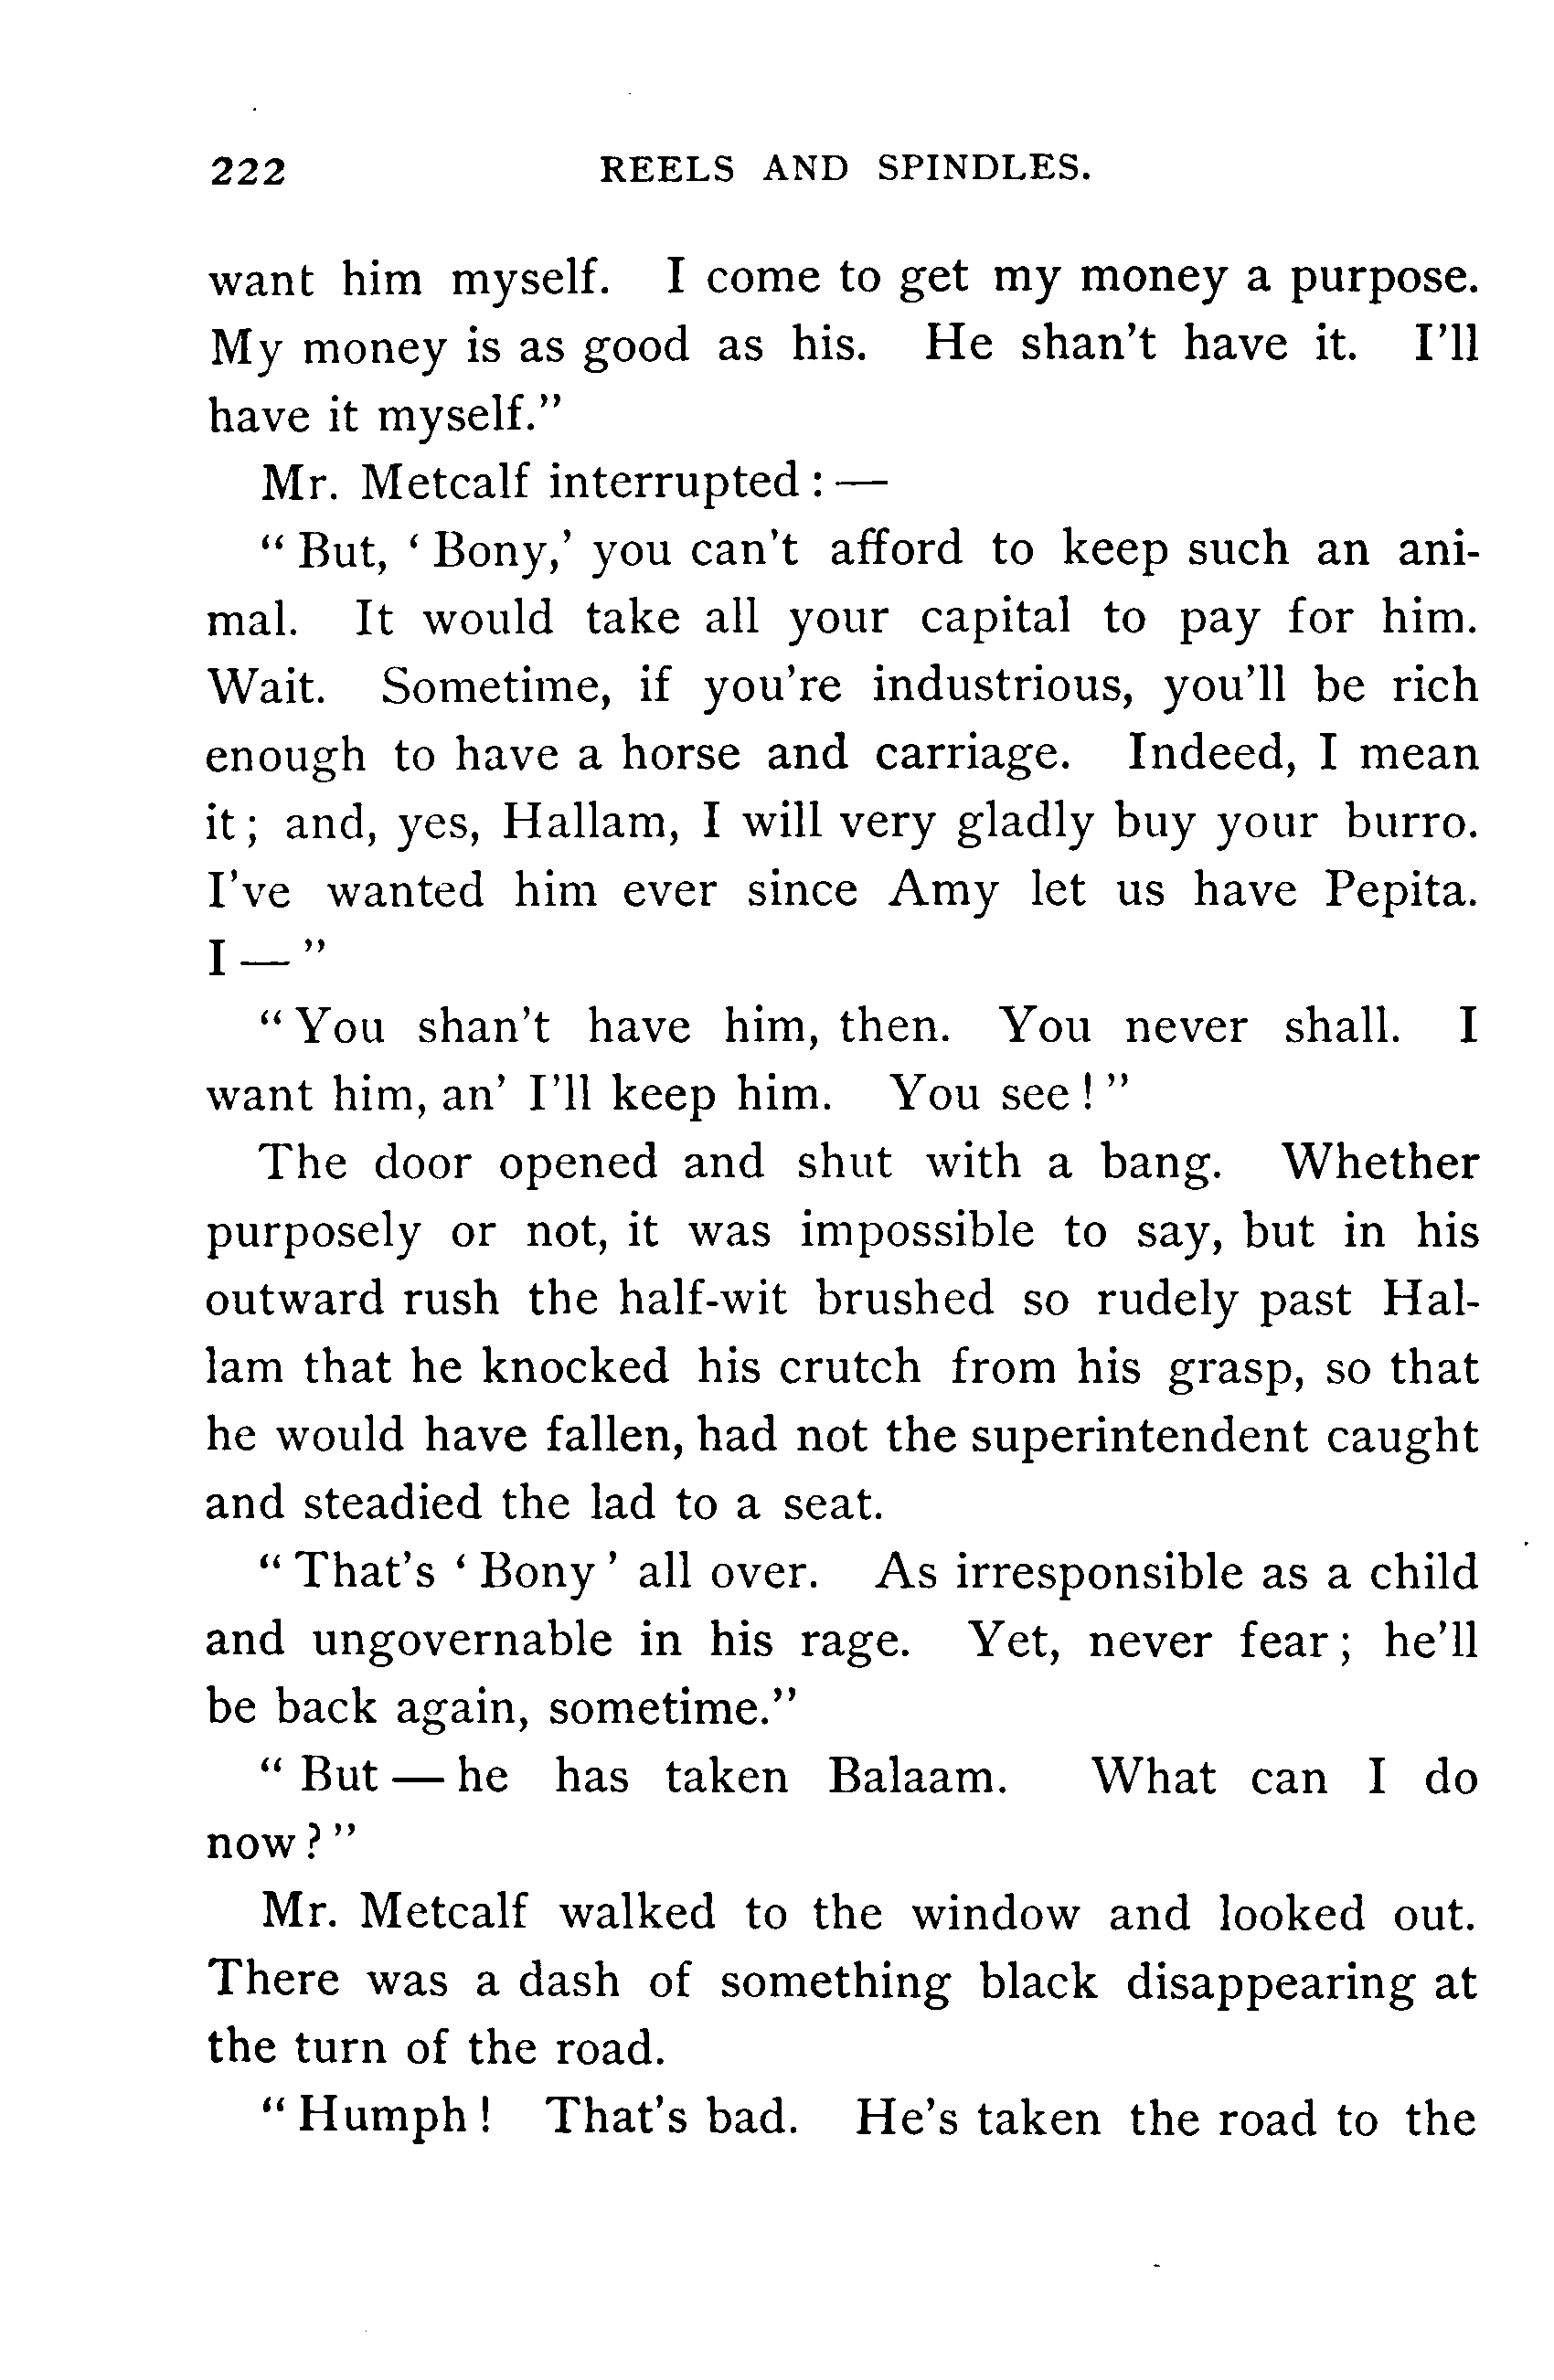 222 REELS AND SPINDLES.
want him myself. I come to get my money a purpose.
My money is as good as his. He shan't have it. I'll
have it myself."
Mr. Metcalf interrupted: —
"But, 'Bony,' you can't afford to keep such an ani-
mal. It would take all your capital to pay for him.
Wait. Sometime, if you're industrious, you'll be rich
enough to have a horse and carriage. Indeed, I mean
it; and, yes, Hallam, I will very gladly buy your burro.
I've wanted him ever since Amy let us have Pepita.
I — "
"You shan't have him, then. You never shall. I
want him, an' I'll keep him. You see!"
The door opened and shut with a bang. Whether
purposely or not, it was impossible to say, but in his
outward rush the half-wit brushed so rudely past Hal-
lam that he knocked his crutch from his grasp, so that
he would have fallen, had not the superintendent caught
and steadied the lad to a seat.
"That's 'Bony' all over. As irresponsible as a child
and ungovernable in his rage. Yet, never fear; he'll
be back again, sometime."
"But — he has taken Balaam. What can I do
now?"
Mr. Metcalf walked to the window and looked out.
There was a dash of something black disappearing at
the turn of the road.
"Humph! That's bad. He's taken the road to the